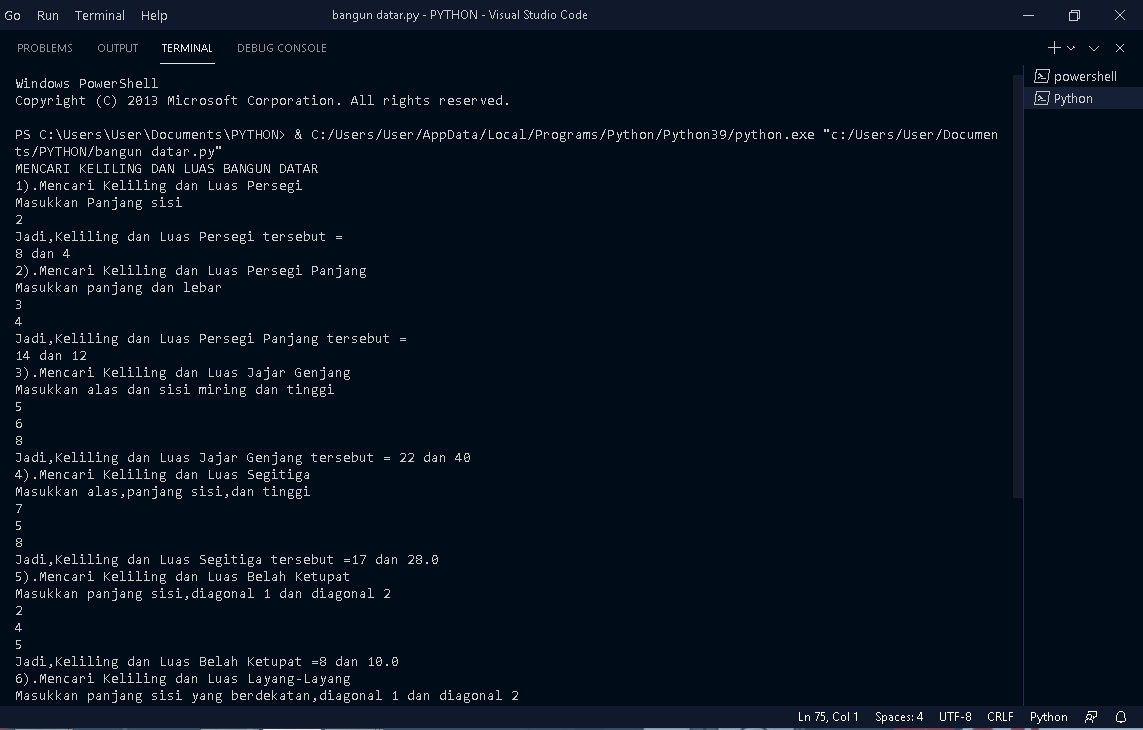 Go Run Terminal Help bangun datar.py - PYTHON - Visual Studio Code
PROBLEMS OUTPUT TERMINAL DEBUG CONSOLE
powershell
Python
Windows PowerShell
Copyright (C) 2013 Microsoft Corporation. All rights reserved.
PS C:\Users\User\Documents\PYTHON> & C:/Users/User/AppData/Local/Programs/Python/Python39/python.exe "c:/Users/User/Documen
ts/PYTHON/bangun datar.py"
MENCARI KELILING DAN LUAS BANGUN DATAR
1).Mencari Keliling dan Luas Persegi
Masukkan Panjang sisi
2
Jadi,Keliling dan Luas Persegi tersebut =
8 dan 4
2).Mencari Keliling dan Luas Persegi Panjang
Masukkan panjang dan lebar
3
4
Jadi,Keliling dan Luas Persegi Panjang tersebut =
14 dan 12
3).Mencari Keliling dan Luas Jajar Genjang
Masukkan alas dan sisi miring dan tinggi
5
6
8
Jadi,Keliling dan Luas Jajar Genjang tersebut = 22 dan 40
4).Mencari Keliling dan Luas Segitiga
Masukkan alas,panjang sisi,dan tinggi
7
5
8
Jadi,Keliling dan Luas Segitiga tersebut =17 dan 28.0
5).Mencari Keliling dan Luas Belah Ketupat
Masukkan panjang sisi,diagonal 1 dan diagonal 2
2
4
5
Jadi,Keliling dan Luas Belah Ketupat =8 dan 10.0
6).Mencari Keliling dan Luas Layang-Layang
Masukkan panjang sisi yang berdekatan,diagonal 1 dan diagonal 2
Ln 75, Col 1 Spaces: 4 UTF-8 CRLF Python